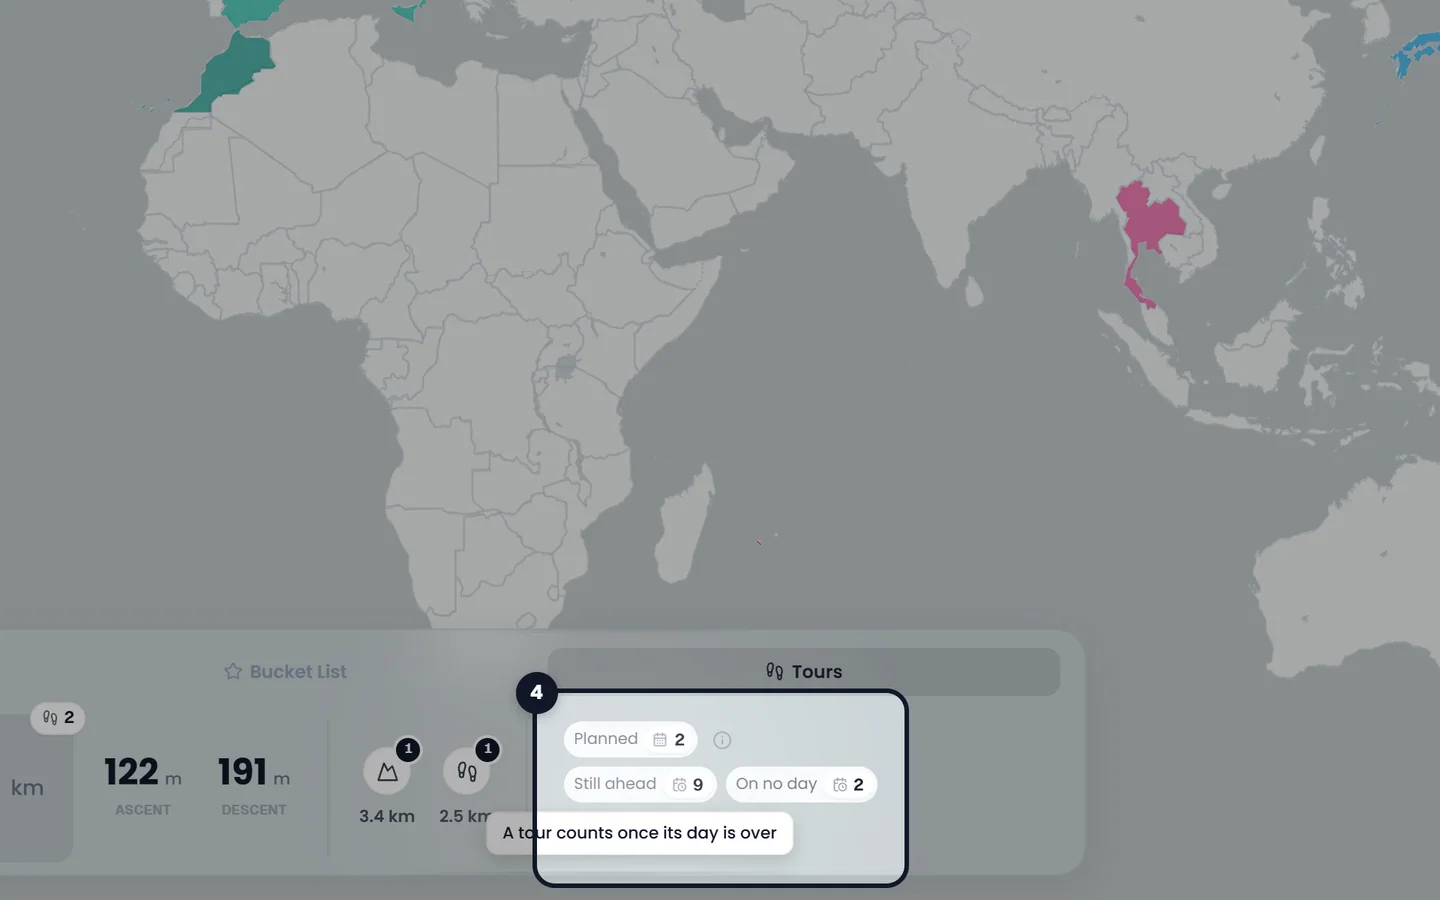 Bucket List
Tours
4
2
Planned 2
km
122 m
ASCENT
191 m
DESCENT
1
3.4 km
1
2.5 km
Still ahead 9
On no day 2
A tour counts once its day is over